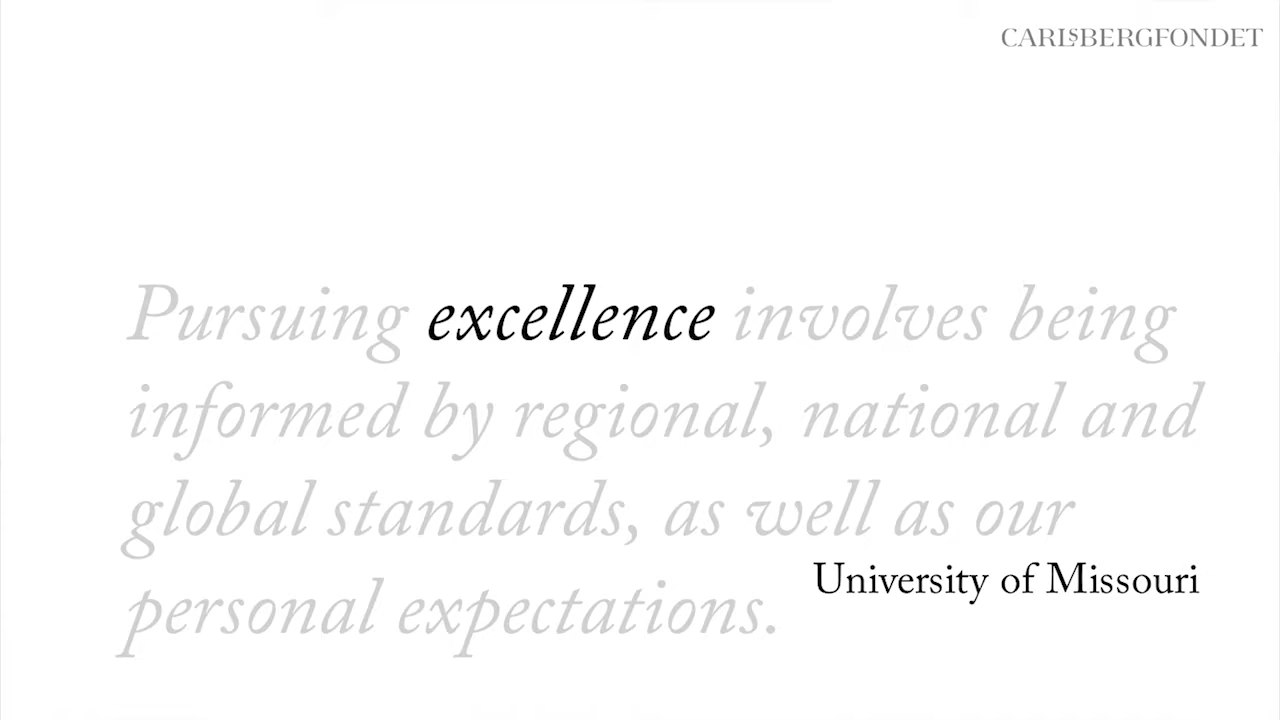 CARLSBERGFONDET
Pursuing excellence involves being
informed by regional, national and
global standards, as well as our
personal expectations.
University of Missouri